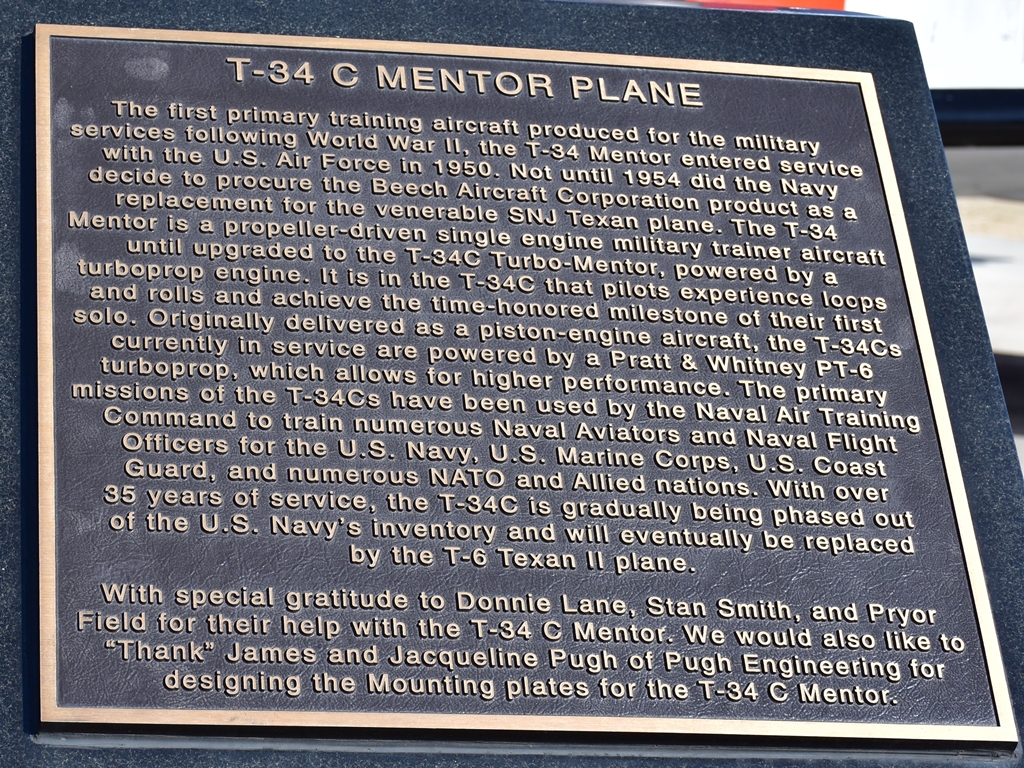 T-34 C MENTOR PLANE
The first primary training aircraft produced for the military
services following World War II, the T-34 Mentor entered service
with the U.S. Air Force in 1950. Not until 1954 did the Navy
decide to procure the Beech Aircraft Corporation product as a
replacement for the venerable SNJ Texan plane. The T-34
Mentor is a propeller-driven single engine military trainer aircraft
until upgraded to the T-34C Turbo-Mentor, powered by a
turboprop engine. It is in the T-34C that pilots experience loops
and rolls and achieve the time-honored milestone of their first
solo. Originally delivered as a piston-engine aircraft, the T-34Cs
currently in service are powered by a Pratt & Whitney PT-6
turboprop, which allows for higher performance. The primary
missions of the T-34Cs have been used by the Naval Air Training
Command to train numerous Naval Aviators and Naval Flight
Officers for the U.S. Navy, U.S. Marine Corps, U.S. Coast
Guard, and numerous NATO and Allied nations. With over
35 years of service, the T-34C is gradually being phased out
of the U.S. Navy's inventory and will eventually be replaced
by the T-6 Texan II plane.
With special gratitude to Donnie Lane, Stan Smith, and Pryor
Field for their help with the T-34 C Mentor. We would also like to
"Thank" James and Jacqueline Pugh of Pugh Engineering for
designing the Mounting plates for the T-34 C Mentor.